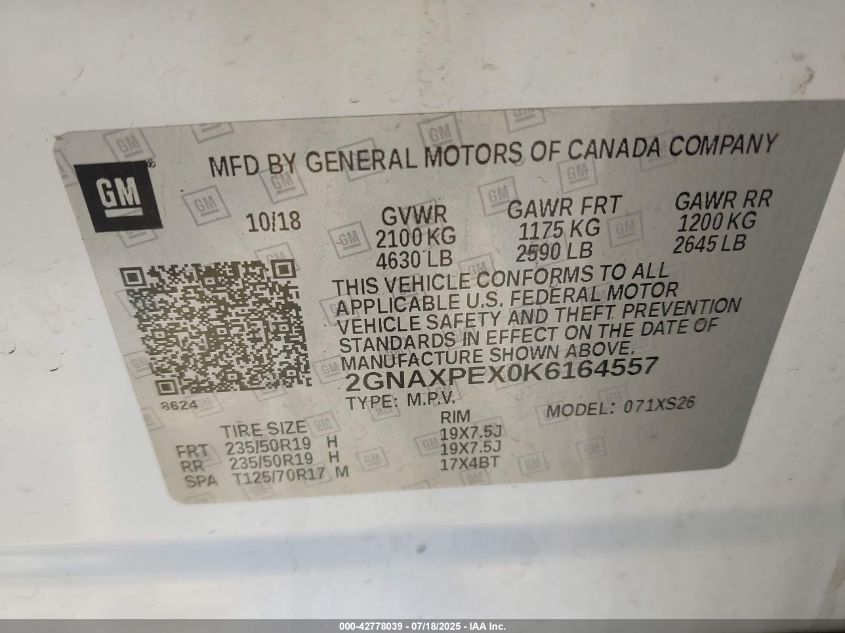 GM
MFD BY GENERAL MOTORS OF CANADA COMPANY
10/18
GVWR
2100 KG
4630 LB
GAWR FRT
1175 KG
2590 LB
GAWR RR
1200 KG
2645 LB
THIS VEHICLE CONFORMS TO ALL
APPLICABLE U.S. FEDERAL MOTOR
VEHICLE SAFETY AND THEFT PREVENTION
STANDARDS IN EFFECT ON THE DATE OF
MANUFACTURE SHOWN ABOVE.
2GNAXPEX0K6164557
8624
TYPE: M.P.V.
MODEL: 071XS26
TIRE SIZE RIM
FRT 235/50R19 H 19X7.5J
RR 235/50R19 H 19X7.5J
SPA T125/70R17 M 17X4BT
000-42778039 - 07/18/2025 - IAA Inc.